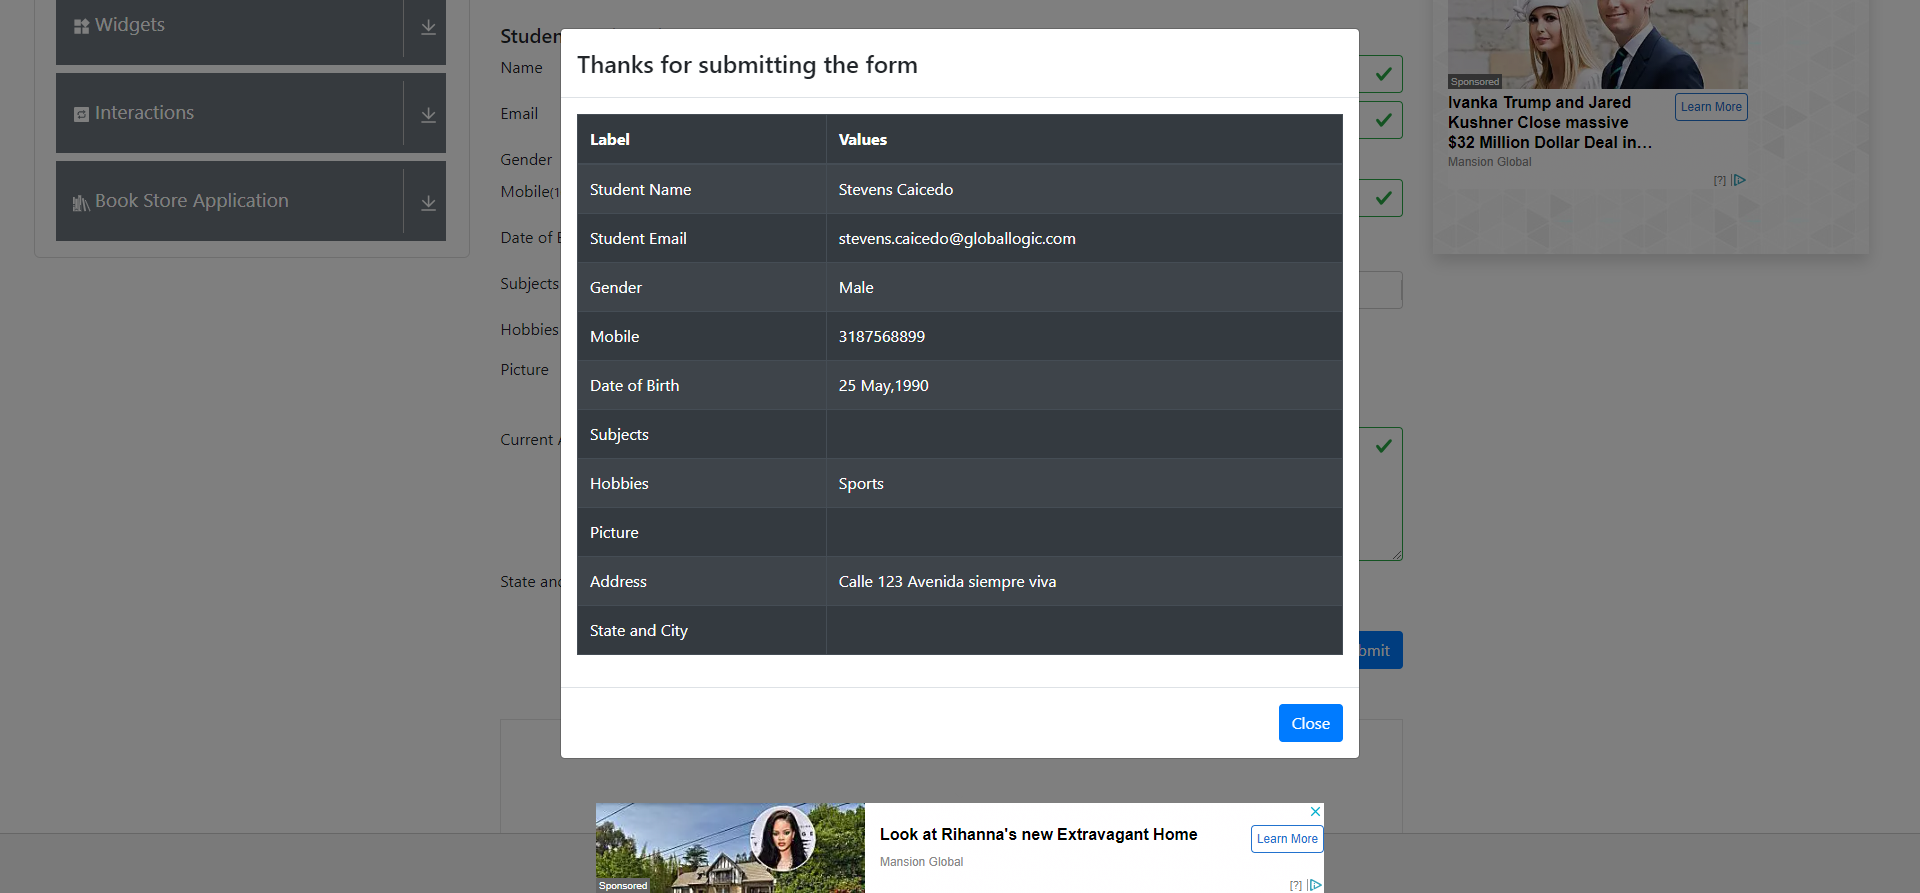 Widgets
Interactions
Book Store Application
Studen
Name
Email
Gender
Mobile(1
Date of B
Subjects
Hobbies
Picture
Current A
State and
Thanks for submitting the form
Label Values
Student Name Stevens Caicedo
Student Email stevens.caicedo@globallogic.com
Gender Male
Mobile 3187568899
Date of Birth 25 May,1990
Subjects
Hobbies Sports
Picture
Address Calle 123 Avenida siempre viva
State and City
bmit
Close
Sponsored
Ivanka Trump and Jared
Kushner Close massive
$32 Million Dollar Deal in...
Mansion Global
Learn More
[?]
Look at Rihanna's new Extravagant Home
Mansion Global
Learn More
Sponsored
[?]